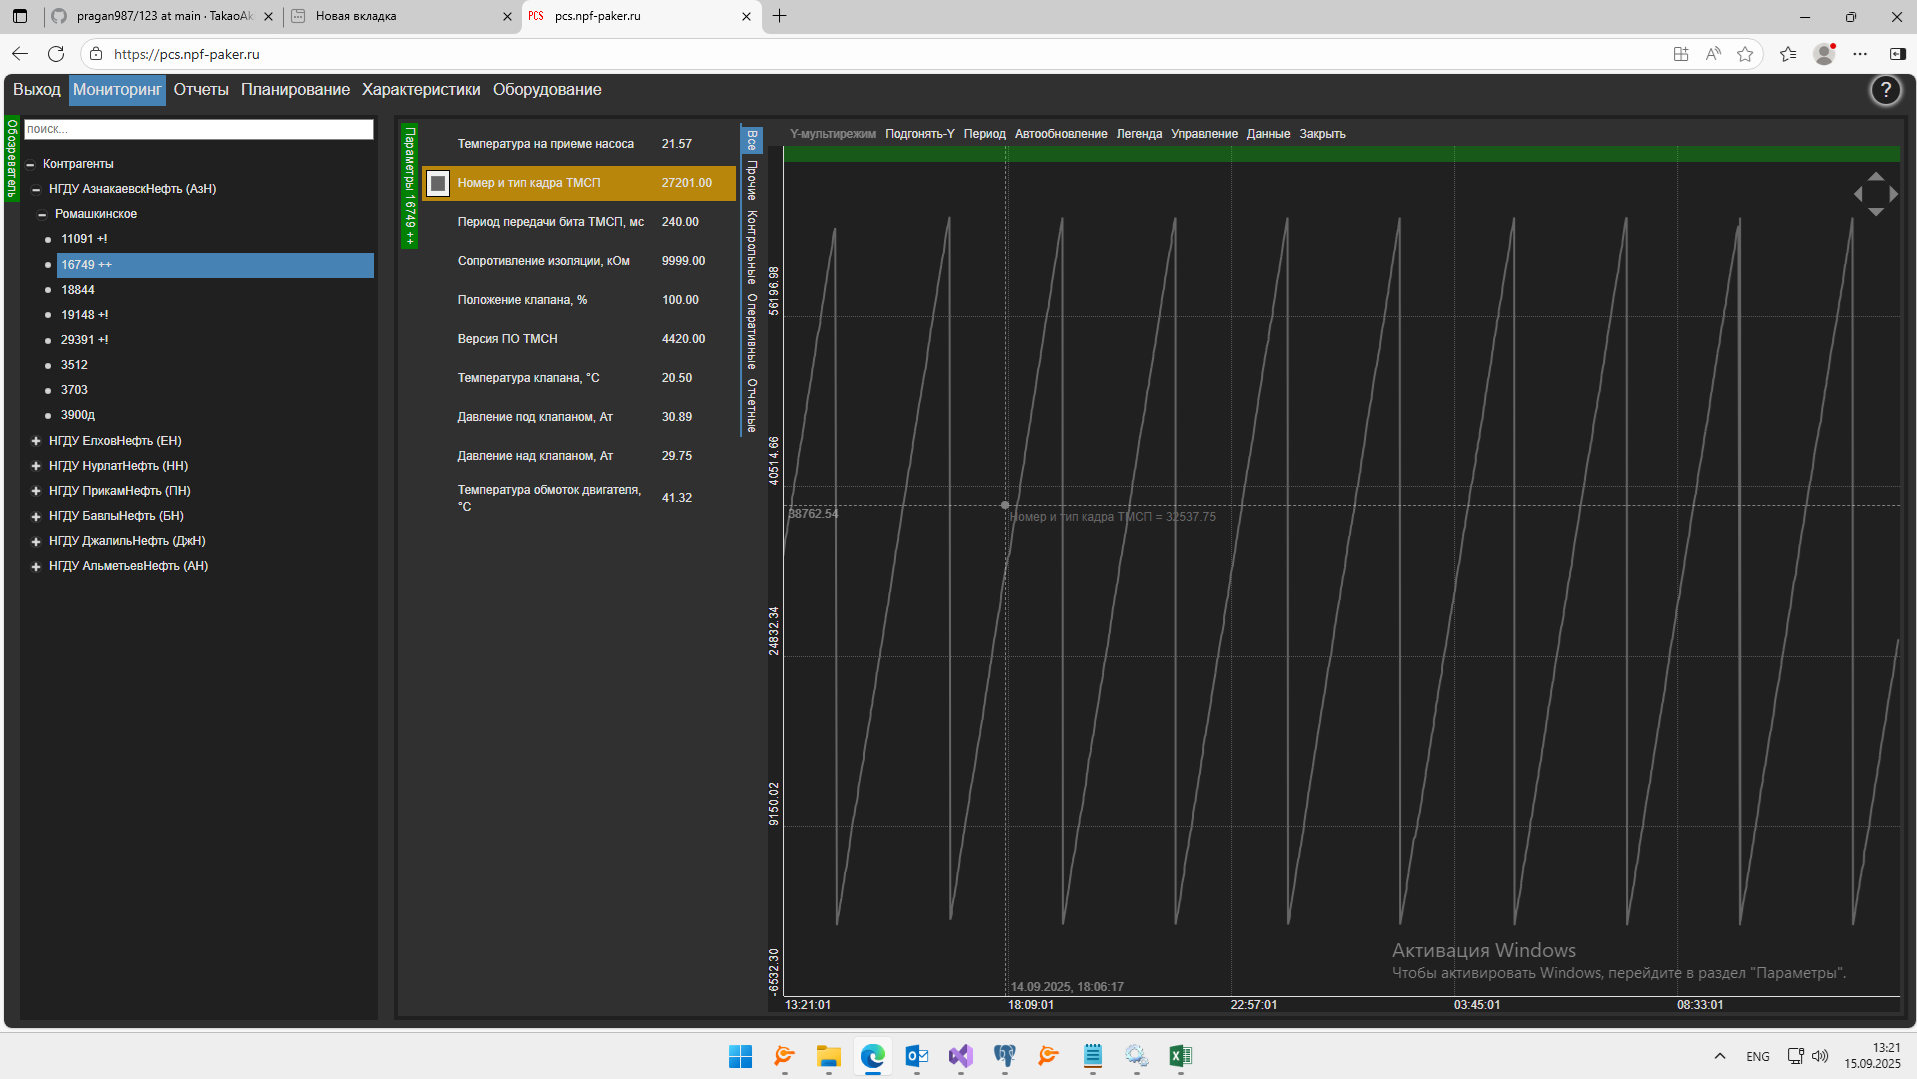 pragan987/123 at main · TakaoAk
Новая вкладка
PCS pcs.npf-paker.ru
https://pcs.npf-paker.ru
Выход Мониторинг Отчеты Планирование Характеристики Оборудование
?
Обозреватель
поиск...
Контрагенты
НГДУ АзнакаевскНефть (АзН)
Ромашкинское
11091 +!
16749 ++
18844
19148 +!
29391 +!
3512
3703
3900д
НГДУ ЕлховНефть (ЕН)
НГДУ НурлатНефть (НН)
НГДУ ПрикамНефть (ПН)
НГДУ БавлыНефть (БН)
НГДУ ДжалильНефть (ДжН)
НГДУ АльметьевНефть (АН)
Параметры 16749 ++
Температура на приеме насоса 21.57
Номер и тип кадра ТМСП 27201.00
Период передачи бита ТМСП, мс 240.00
Сопротивление изоляции, кОм 9999.00
Положение клапана, % 100.00
Версия ПО ТМСН 4420.00
Температура клапана, °C 20.50
Давление под клапаном, Ат 30.89
Давление над клапаном, Ат 29.75
Температура обмоток двигателя, °C 41.32
Все
Прочие
Контрольные
Оперативные
Отчетные
Y-мультирежим Подгонять-Y Период Автообновление Легенда Управление Данные Закрыть
56196.98
40514.66
38762.54
Номер и тип кадра ТМСП = 32537.75
24832.34
9150.02
-6532.30
14.09.2025, 18:06:17
13:21:01 18:09:01 22:57:01 03:45:01 08:33:01
Активация Windows
Чтобы активировать Windows, перейдите в раздел "Параметры".
ENG
13:21
15.09.2025